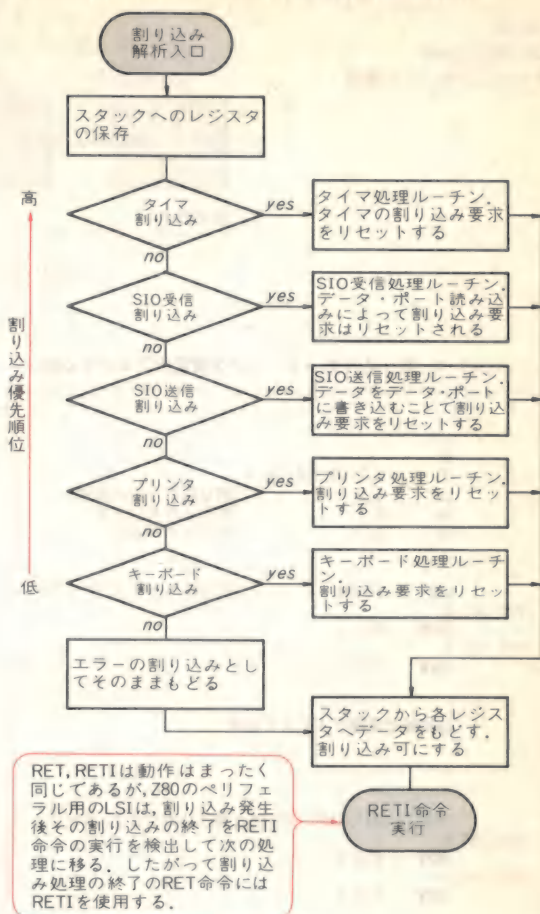 割り込み
解析入口
スタックへのレジスタ
の保存
高
割り込み優先順位
低
タイマ
割り込み
yes
タイマ処理ルーチン.
タイマの割り込み要求
をリセットする
no
SIO受信
割り込み
yes
SIO受信処理ルーチン.
データ・ポート読み込
みによって割り込み要
求はリセットされる
no
SIO送信
割り込み
yes
SIO送信処理ルーチン.
データをデータ・ポート
に書き込むことで割り込
み要求をリセットする
no
プリンタ
割り込み
yes
プリンタ処理ルーチン.
割り込み要求をリセッ
トする
no
キーボード
割り込み
yes
キーボード処理ルーチ
ン.
割り込み要求をリセッ
トする
no
エラーの割り込みとし
てそのままもどる
スタックから各レジス
タへデータをもどす.
割り込み可にする
RETI命令
実行
RET, RETIは動作はまったく
同じであるが, Z80のペリフェ
ラル用のLSIは, 割り込み発生
後その割り込みの終了をRETI
命令の実行を検出して次の処
理に移る. したがって割り込
み処理の終了のRET命令には
RETIを使用する.